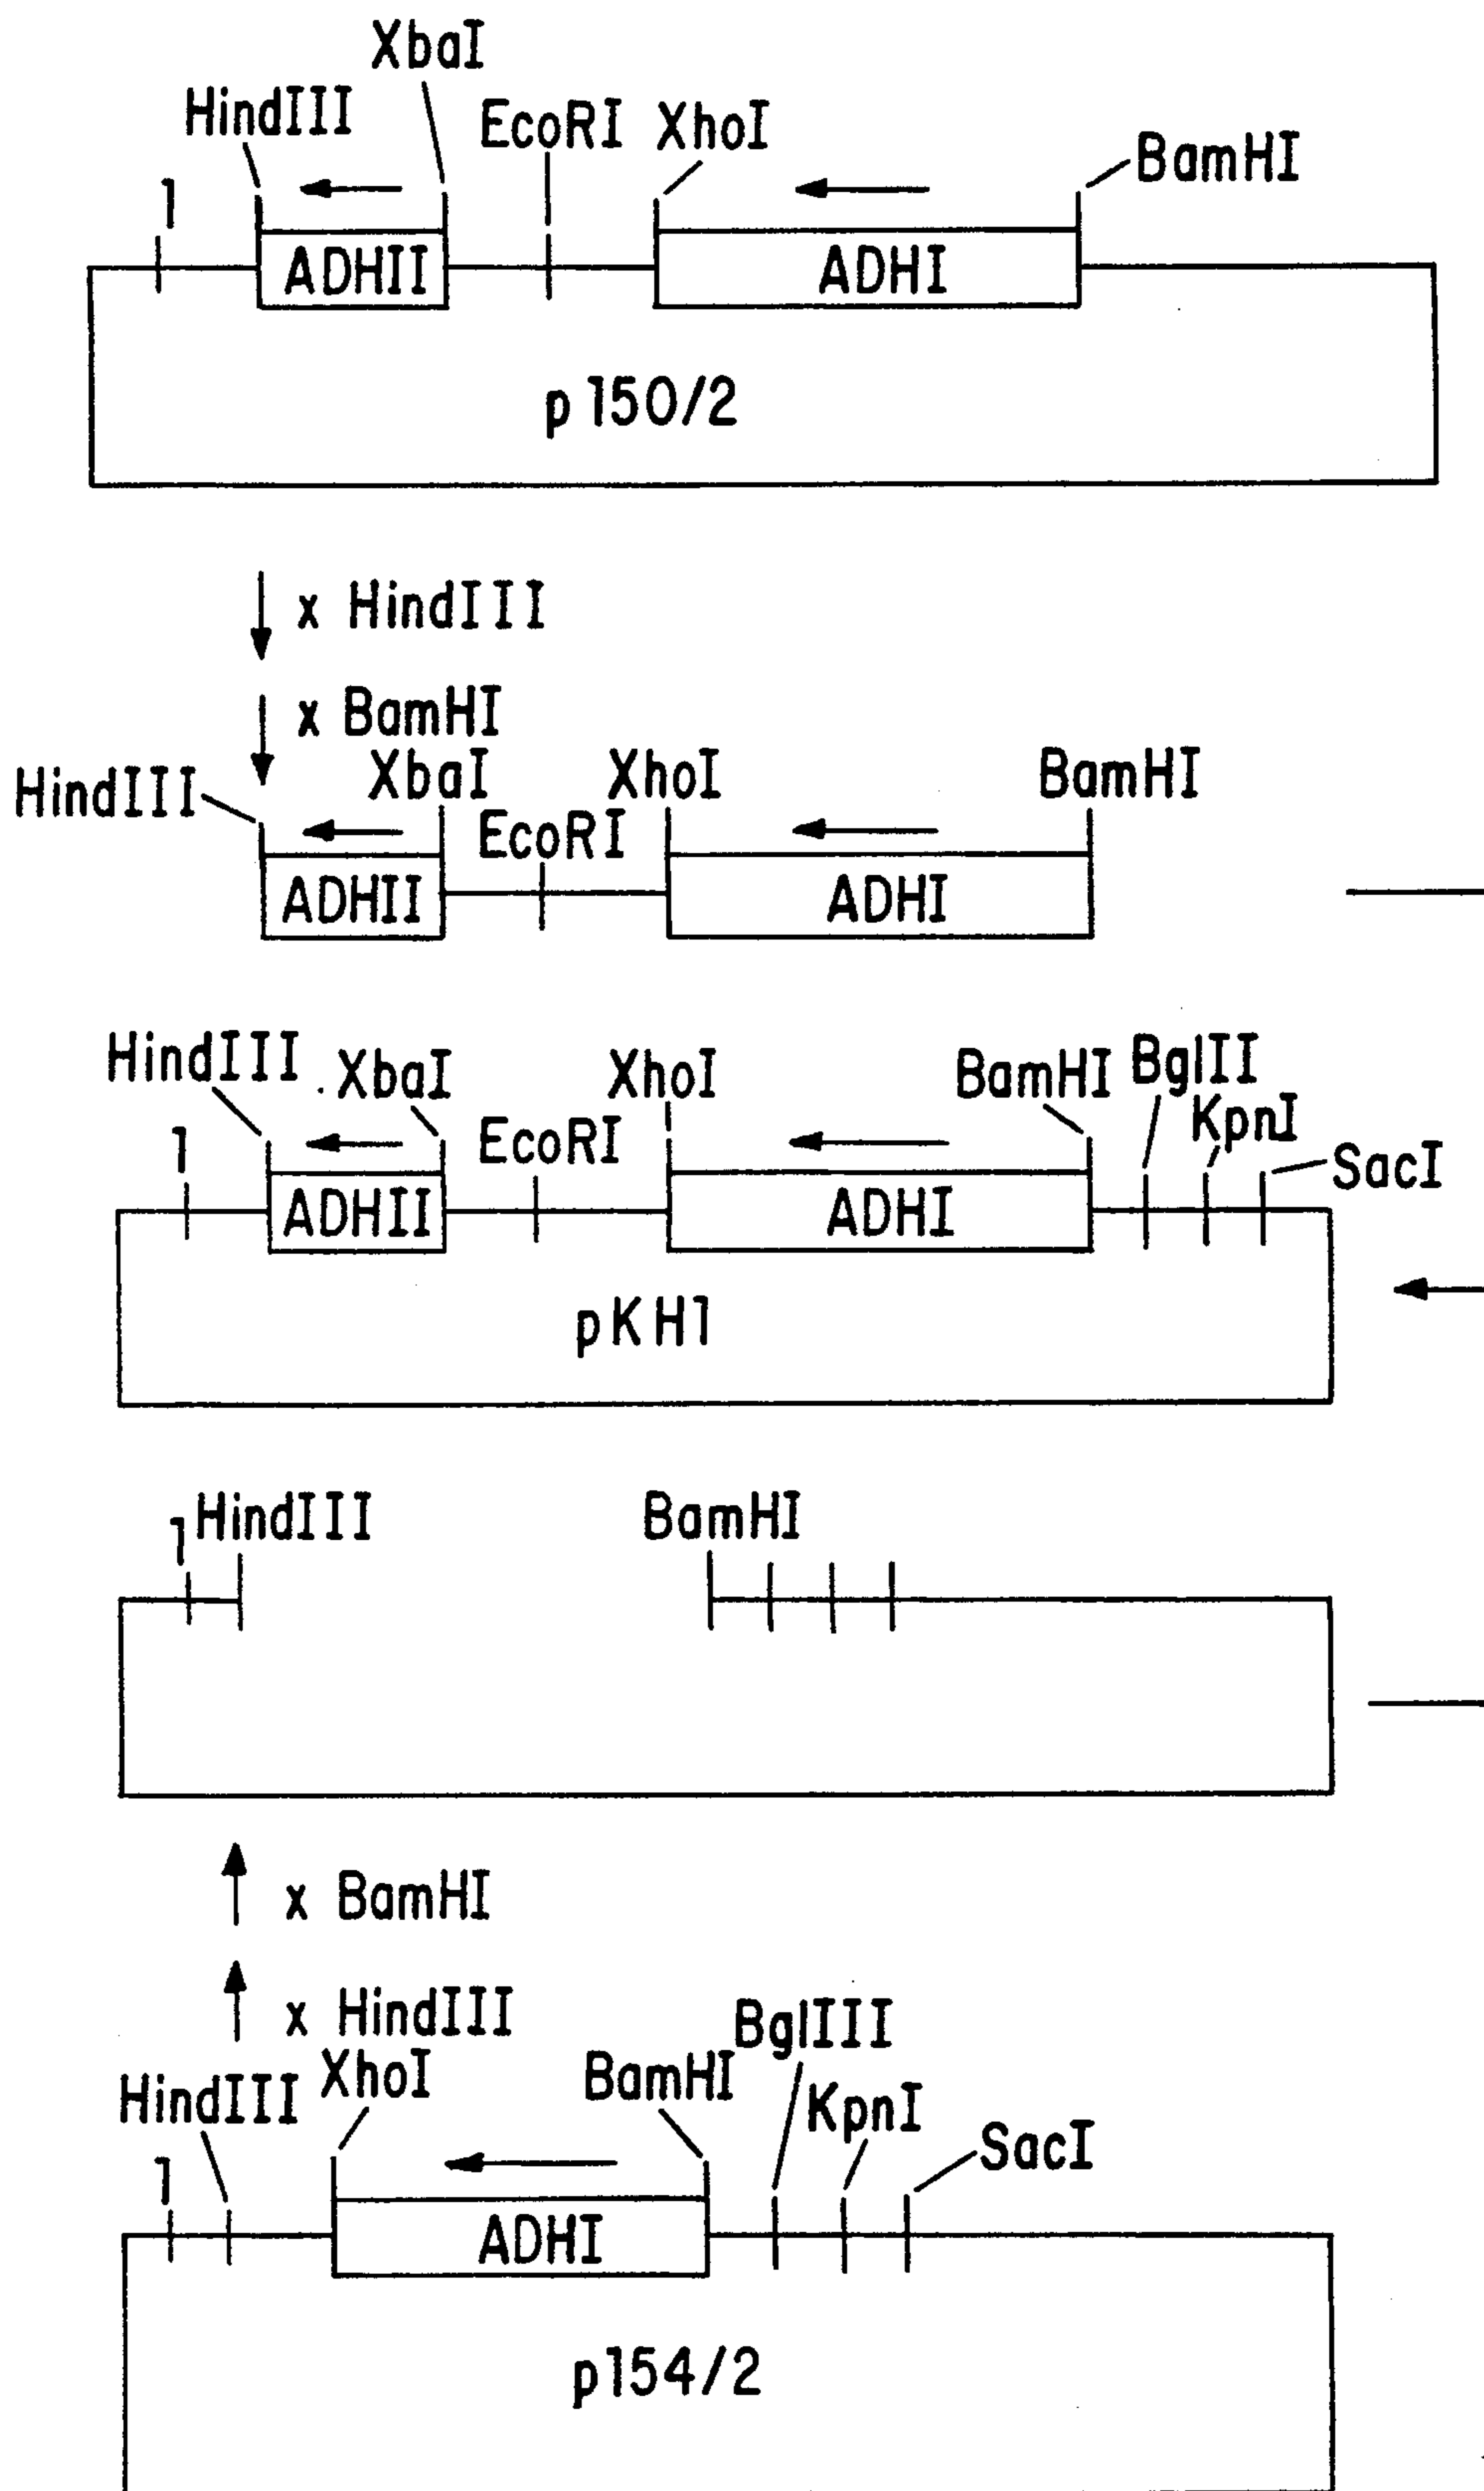 XbaI
HindIII
EcoRI XhoI
BamHI
1
ADHII
ADHI
p150/2
x HindIII
x BamHI
HindIII
XbaI
XhoI
BamHI
EcoRI
ADHII
ADHI
HindIII
XbaI
XhoI
BamHI
BglII
KpnI
1
EcoRI
SacI
ADHII
ADHI
pKH1
1
HindIII
BamHI
x BamHI
x HindIII
BglIII
HindIII
XhoI
BamHI
KpnI
1
SacI
ADHI
p154/2